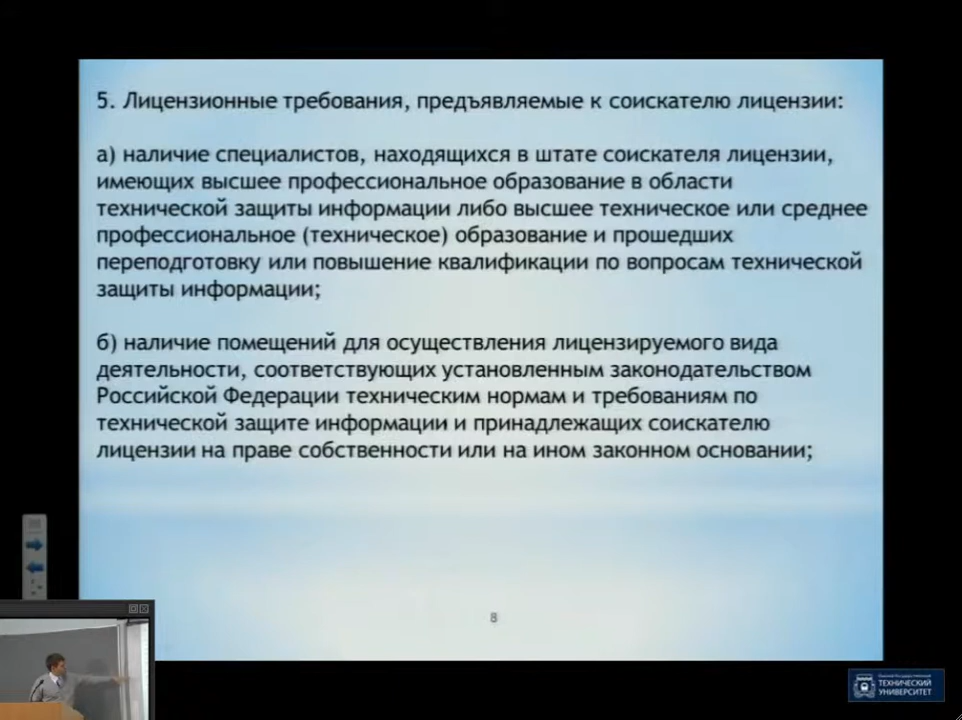 5. Лицензионные требования, предъявляемые к соискателю лицензии:
а) наличие специалистов, находящихся в штате соискателя лицензии,
имеющих высшее профессиональное образование в области
технической защиты информации либо высшее техническое или среднее
профессиональное (техническое) образование и прошедших
переподготовку или повышение квалификации по вопросам технической
защиты информации;
б) наличие помещений для осуществления лицензируемого вида
деятельности, соответствующих установленным законодательством
Российской Федерации техническим нормам и требованиям по
технической защите информации и принадлежащих соискателю
лицензии на праве собственности или на ином законном основании;
8
ТЕХНИЧЕСКИЙ
УНИВЕРСИТЕТ